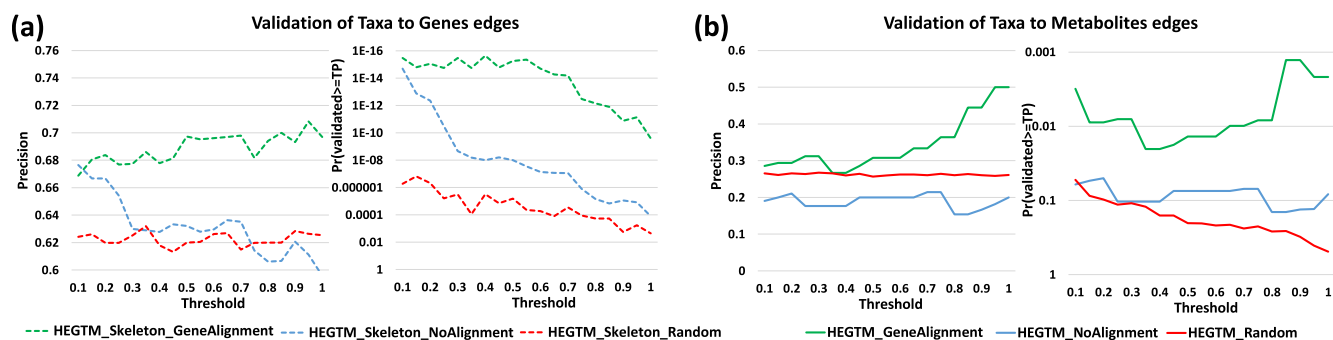 (a)
Validation of Taxa to Genes edges
Precision
0.76
0.74
0.72
0.7
0.68
0.66
0.64
0.62
0.6
0.1 0.2 0.3 0.4 0.5 0.6 0.7 0.8 0.9 1
Threshold
Pr(validated>=TP)
1E-16
1E-14
1E-12
1E-10
1E-08
0.000001
0.0001
0.01
1
0.1 0.2 0.3 0.4 0.5 0.6 0.7 0.8 0.9 1
Threshold
HEGTM_Skeleton_GeneAlignment HEGTM_Skeleton_NoAlignment HEGTM_Skeleton_Random
(b)
Validation of Taxa to Metabolites edges
Precision
0.6
0.5
0.4
0.3
0.2
0.1
0
0.1 0.2 0.3 0.4 0.5 0.6 0.7 0.8 0.9 1
Threshold
Pr(validated>=TP)
0.001
0.01
0.1
1
0.1 0.2 0.3 0.4 0.5 0.6 0.7 0.8 0.9 1
Threshold
HEGTM_GeneAlignment HEGTM_NoAlignment HEGTM_Random